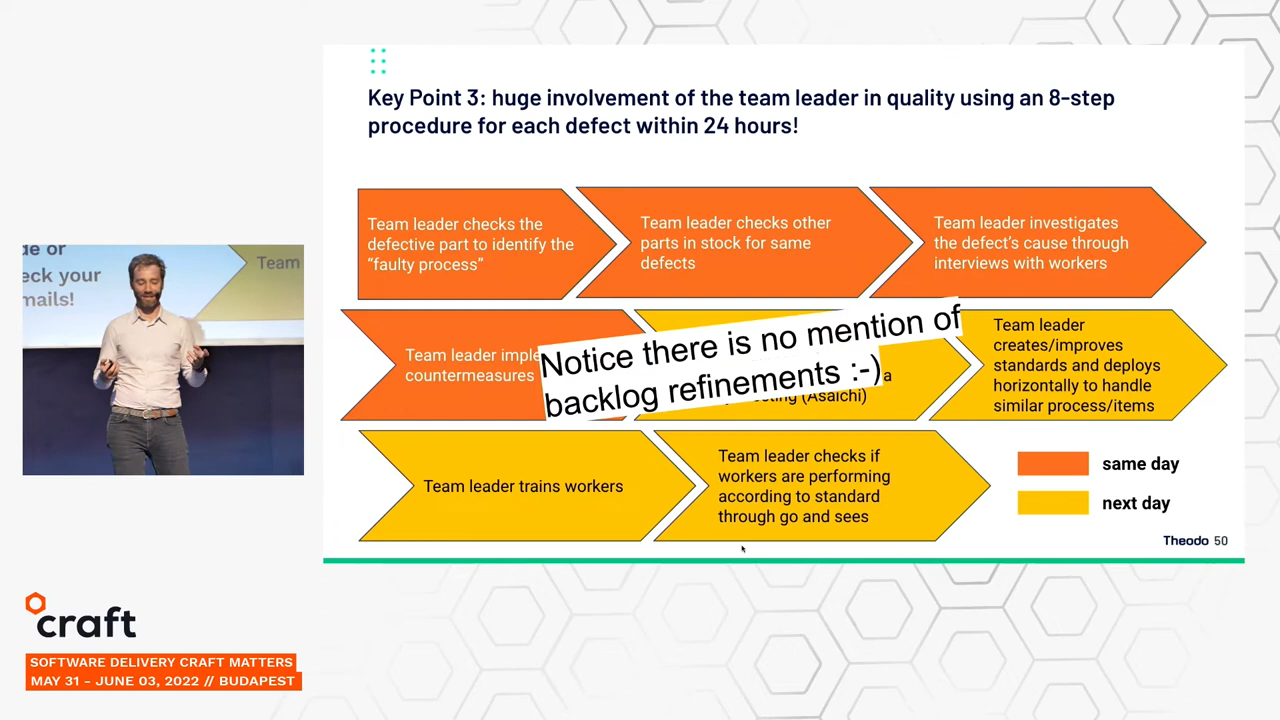 Key Point 3: huge involvement of the team leader in quality using an 8-step
procedure for each defect within 24 hours!
Team leader checks the
defective part to identify the
“faulty process”
Team leader checks other
parts in stock for same
defects
Team leader investigates
the defect's cause through
interviews with workers
Team leader imple
countermeasures
Notice there is no mention of
backlog refinements :-)
a
(Asaichi)
Team leader
creates/improves
standards and deploys
horizontally to handle
similar process/items
Team leader trains workers
Team leader checks if
workers are performing
according to standard
through go and sees
same day
next day
Theodo 50
de or
eck your
mails!
Team
craft
SOFTWARE DELIVERY CRAFT MATTERS
MAY 31 - JUNE 03, 2022 // BUDAPEST